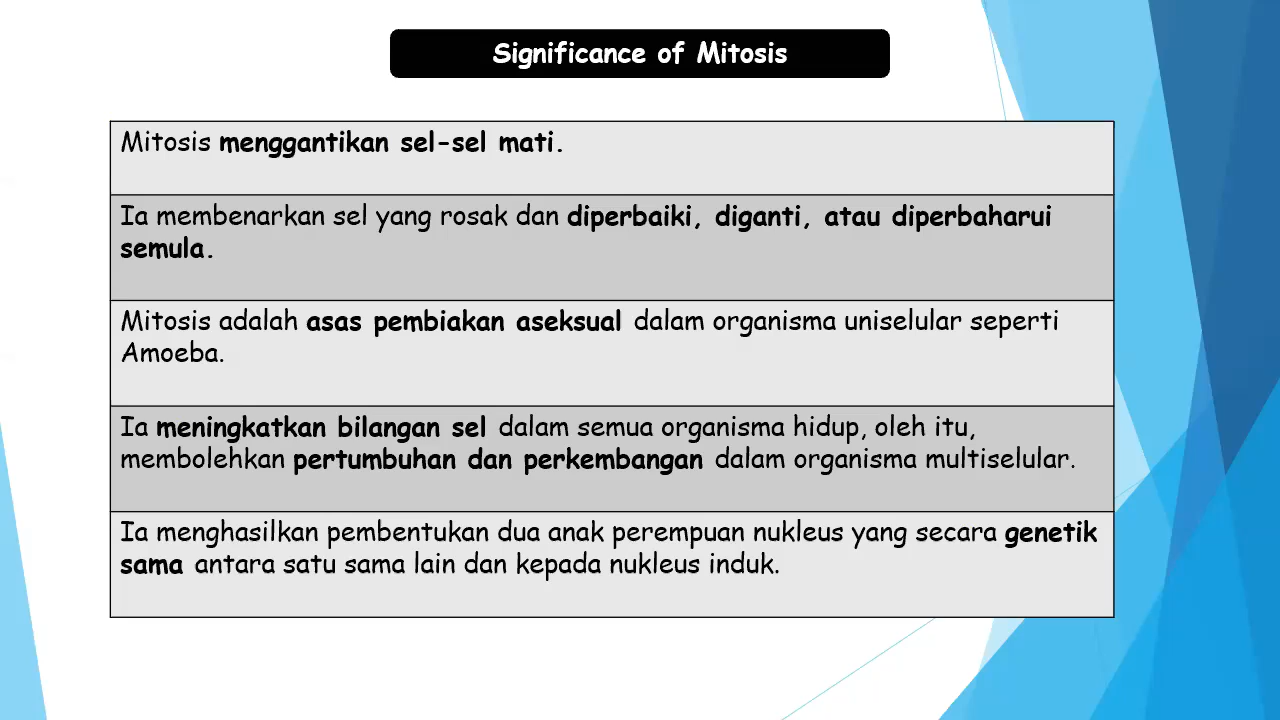 Significance of Mitosis
Mitosis menggantikan sel-sel mati.
Ia membenarkan sel yang rosak dan diperbaiki, diganti, atau diperbaharui
semula.
Mitosis adalah asas pembiakan aseksual dalam organisma uniselular seperti
Amoeba.
Ia meningkatkan bilangan sel dalam semua organisma hidup, oleh itu,
membolehkan pertumbuhan dan perkembangan dalam organisma multiselular.
Ia menghasilkan pembentukan dua anak perempuan nukleus yang secara genetik
sama antara satu sama lain dan kepada nukleus induk.